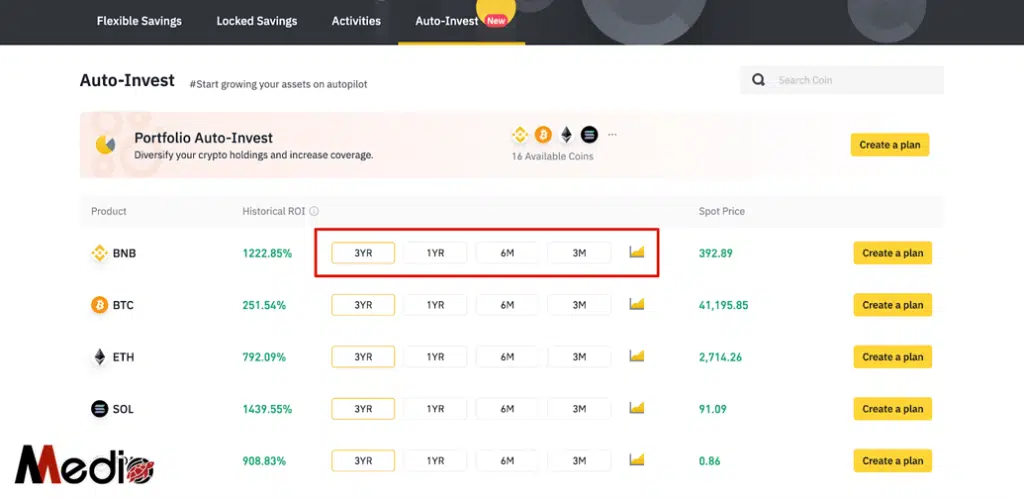 Flexible Savings Locked Savings Activities Auto-Invest New
Auto-Invest #Start growing your assets on autopilot Search Coin
Portfolio Auto-Invest
Diversify your crypto holdings and increase coverage.
16 Available Coins
Create a plan
Product Historical ROI Spot Price
BNB 1222.85% 3YR 1YR 6M 3M 392.89 Create a plan
BTC 251.54% 3YR 1YR 6M 3M 41,195.85 Create a plan
ETH 792.09% 3YR 1YR 6M 3M 2,714.26 Create a plan
SOL 1439.55% 3YR 1YR 6M 3M 91.09 Create a plan
908.83% 3YR 1YR 6M 3M 0.86 Create a plan
Medio